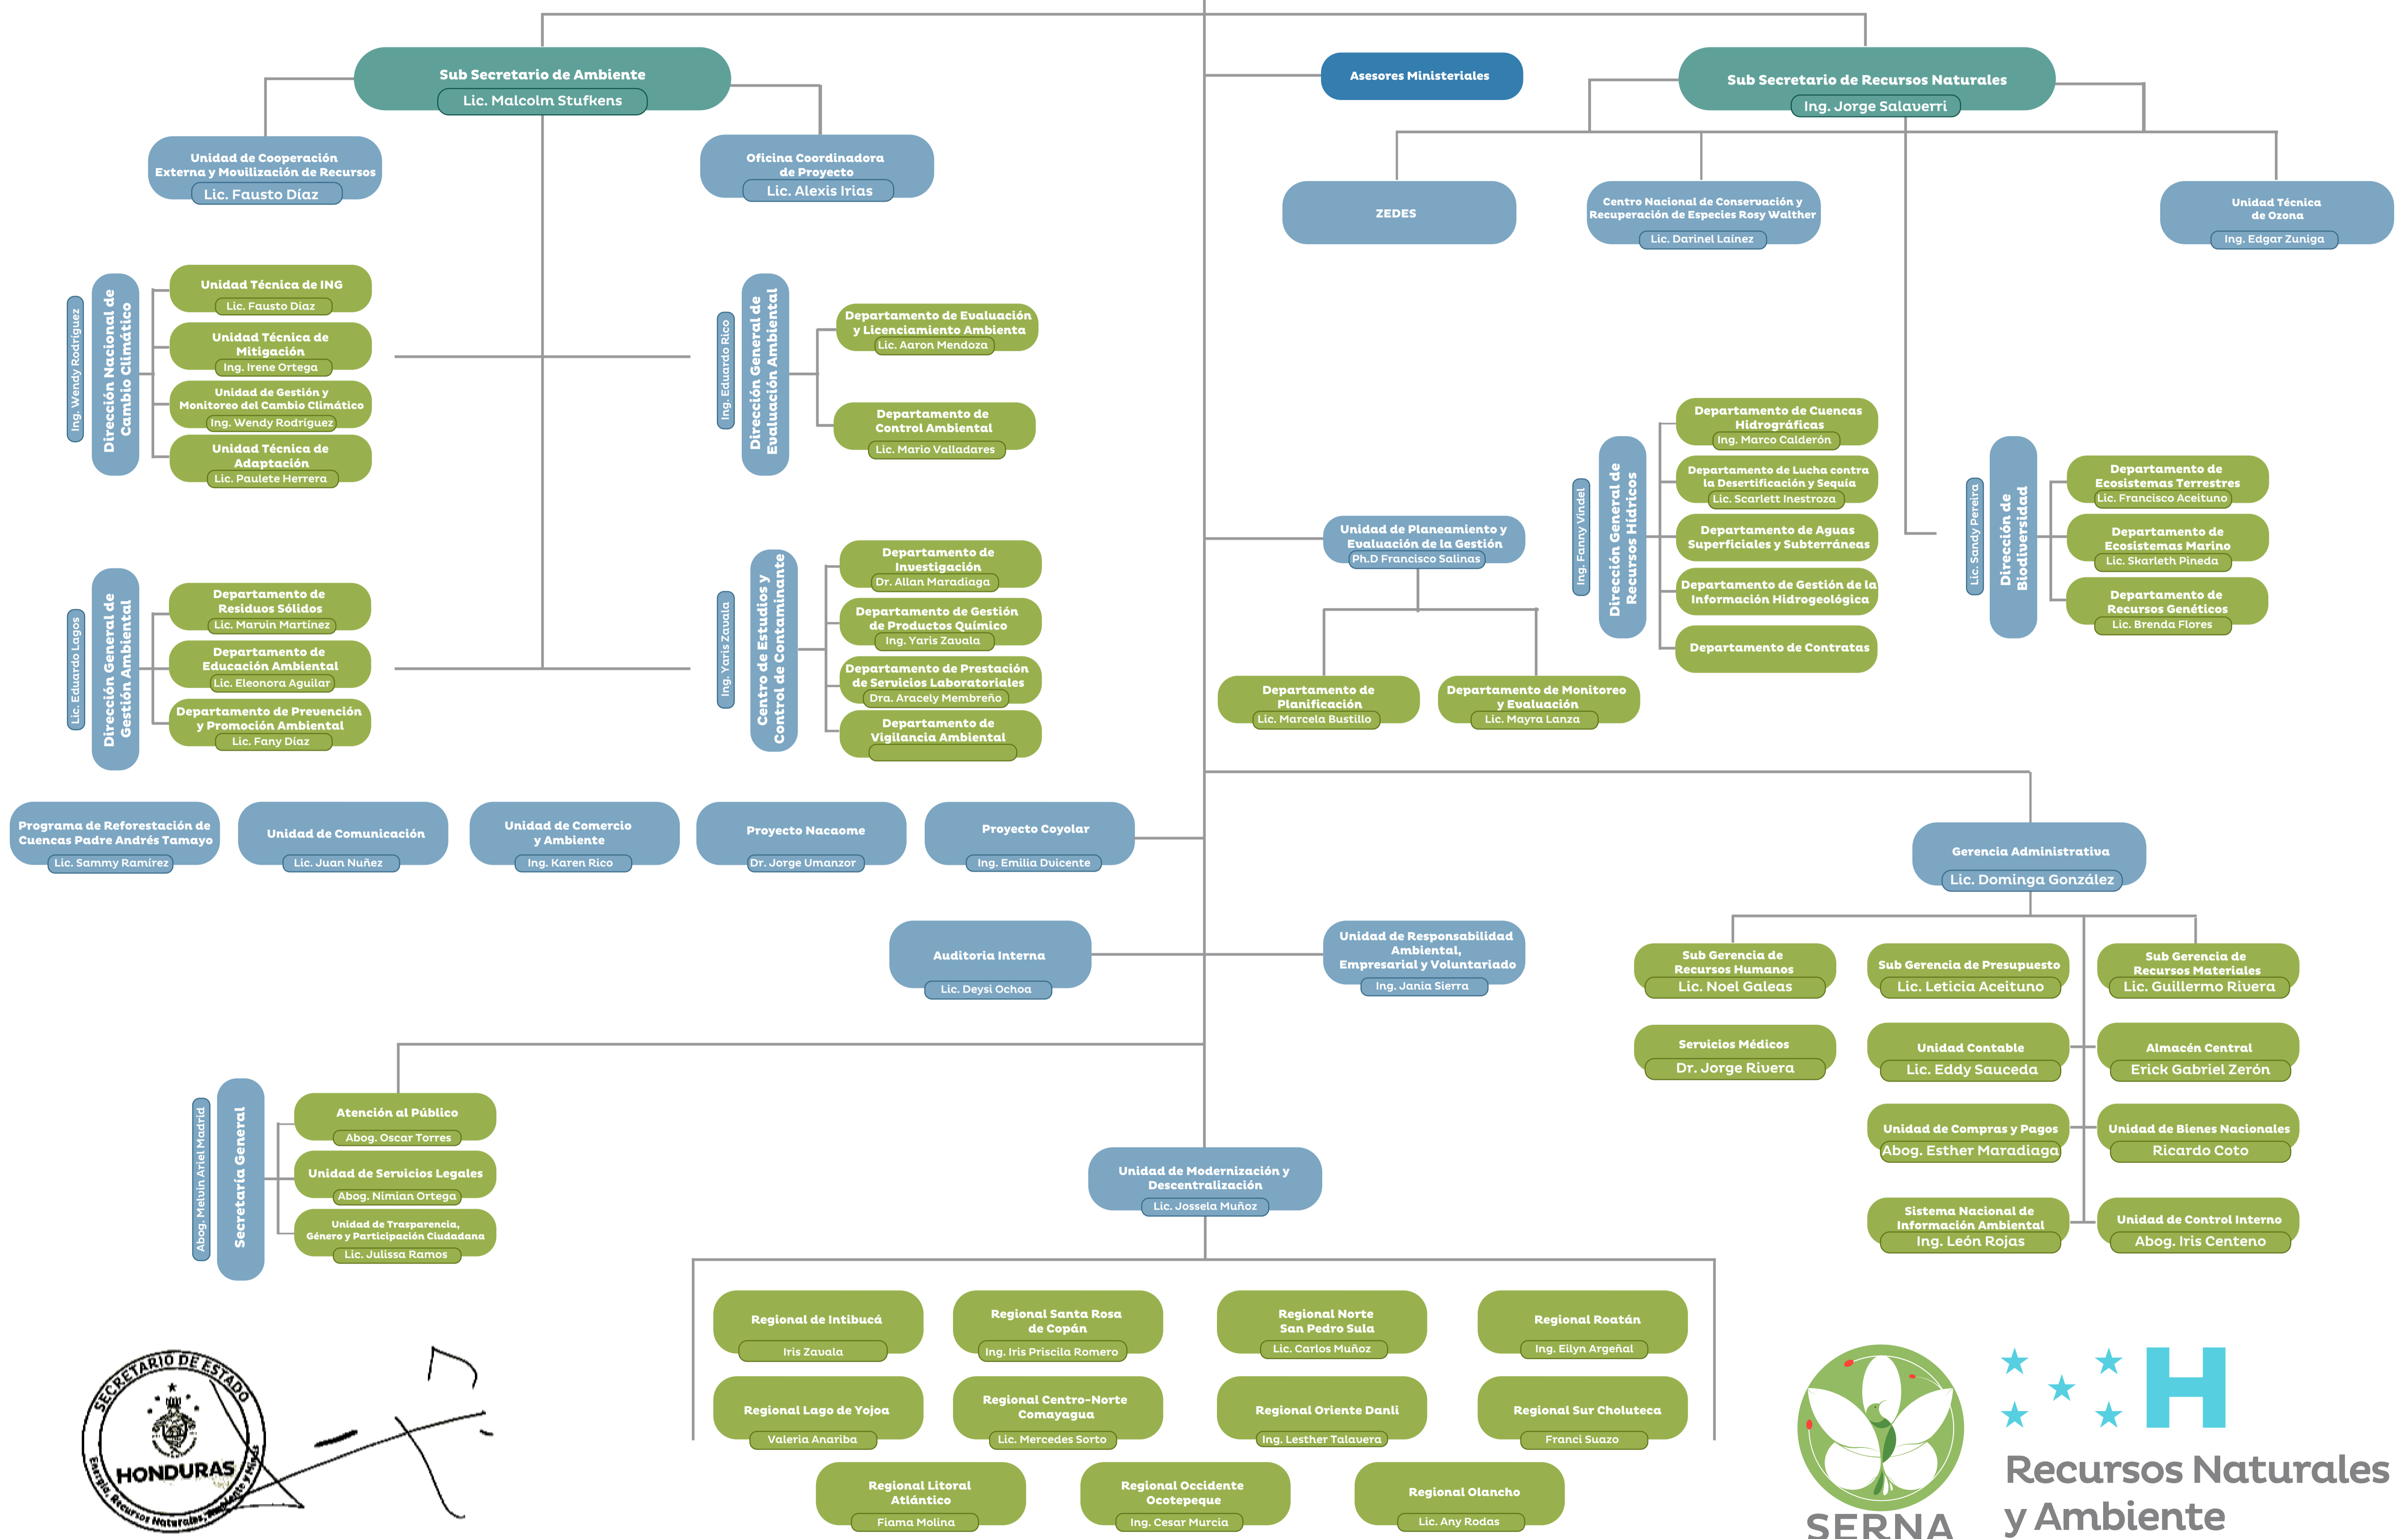 Sub Secretario de Ambiente
Lic. Malcolm Stufkens
Asesores Ministeriales
Sub Secretario de Recursos Naturales
Ing. Jorge Salaverri
Unidad de Cooperación
Externa y Movilización de Recursos
Lic. Fausto Díaz
Oficina Coordinadora
de Proyecto
Lic. Alexis Irias
ZEDES
Centro Nacional de Conservación y
Recuperación de Especies Rosy Walther
Lic. Darinel Laínez
Unidad Técnica
de Ozona
Ing. Edgar Zuniga
Ing. Wendy Rodríguez
Dirección Nacional de
Cambio Climático
Unidad Técnica de ING
Lic. Fausto Díaz
Unidad Técnica de
Mitigación
Ing. Irene Ortega
Unidad de Gestión y
Monitoreo del Cambio Climático
Ing. Wendy Rodríguez
Unidad Técnica de
Adaptación
Lic. Paulete Herrera
Ing. Eduardo Rico
Dirección General de
Evaluación Ambiental
Departamento de Evaluación
y Licenciamiento Ambienta
Lic. Aaron Mendoza
Departamento de
Control Ambiental
Lic. Mario Valladares
Lic. Eduardo Lagos
Dirección General de
Gestión Ambiental
Departamento de
Residuos Sólidos
Lic. Marvin Martínez
Departamento de
Educación Ambiental
Lic. Eleonora Aguilar
Departamento de Prevención
y Promoción Ambiental
Lic. Fany Díaz
Ing. Yaris Zavala
Centro de Estudios y
Control de Contaminante
Departamento de
Investigación
Dr. Allan Maradiaga
Departamento de Gestión
de Productos Químico
Ing. Yaris Zavala
Departamento de Prestación
de Servicios Laboratoriales
Dra. Aracely Membreño
Departamento de
Vigilancia Ambiental
Unidad de Planeamiento y
Evaluación de la Gestión
Ph.D Francisco Salinas
Departamento de
Planificación
Lic. Marcela Bustillo
Departamento de Monitoreo
y Evaluación
Lic. Mayra Lanza
Ing. Fanny Vindel
Dirección General de
Recursos Hídricos
Departamento de Cuencas
Hidrográficas
Ing. Marco Calderón
Departamento de Lucha contra
la Desertificación y Sequía
Lic. Scarlett Inestroza
Departamento de Aguas
Superficiales y Subterráneas
Departamento de Gestión de la
Información Hidrogeológica
Departamento de Contratas
Lic. Sandy Pereira
Dirección de
Biodiversidad
Departamento de
Ecosistemas Terrestres
Lic. Francisco Aceituno
Departamento de
Ecosistemas Marino
Lic. Skarleth Pineda
Departamento de
Recursos Genéticos
Lic. Brenda Flores
Programa de Reforestación de
Cuencas Padre Andrés Tamayo
Lic. Sammy Ramírez
Unidad de Comunicación
Lic. Juan Nuñez
Unidad de Comercio
y Ambiente
Ing. Karen Rico
Proyecto Nacaome
Dr. Jorge Umanzor
Proyecto Coyolar
Ing. Emilia Dvicente
Gerencia Administrativa
Lic. Dominga González
Auditoria Interna
Lic. Deysi Ochoa
Unidad de Responsabilidad
Ambiental,
Empresarial y Voluntariado
Ing. Jania Sierra
Sub Gerencia de
Recursos Humanos
Lic. Noel Galeas
Sub Gerencia de Presupuesto
Lic. Leticia Aceituno
Sub Gerencia de
Recursos Materiales
Lic. Guillermo Rivera
Servicios Médicos
Dr. Jorge Rivera
Unidad Contable
Lic. Eddy Sauceda
Almacén Central
Erick Gabriel Zerón
Unidad de Compras y Pagos
Abog. Esther Maradiaga
Unidad de Bienes Nacionales
Ricardo Coto
Sistema Nacional de
Información Ambiental
Ing. León Rojas
Unidad de Control Interno
Abog. Iris Centeno
Abog. Melvin Ariel Madrid
Secretaría General
Atención al Público
Abog. Oscar Torres
Unidad de Servicios Legales
Abog. Nimian Ortega
Unidad de Trasparencia,
Género y Participación Ciudadana
Lic. Julissa Ramos
Unidad de Modernización y
Descentralización
Lic. Jossela Muñoz
Regional de Intibucá
Iris Zavala
Regional Santa Rosa
de Copán
Ing. Iris Priscila Romero
Regional Norte
San Pedro Sula
Lic. Carlos Muñoz
Regional Roatán
Ing. Eilyn Argeñal
Regional Lago de Yojoa
Valeria Anariba
Regional Centro-Norte
Comayagua
Lic. Mercedes Sorto
Regional Oriente Danli
Ing. Lesther Talavera
Regional Sur Choluteca
Franci Suazo
Regional Litoral
Atlántico
Fiama Molina
Regional Occidente
Ocotepeque
Ing. Cesar Murcia
Regional Olancho
Lic. Any Rodas
SECRETARIO DE ESTADO
HONDURAS
Energía, Recursos Naturales, Ambiente y Minas
SERNA
H
Recursos Naturales
y Ambiente